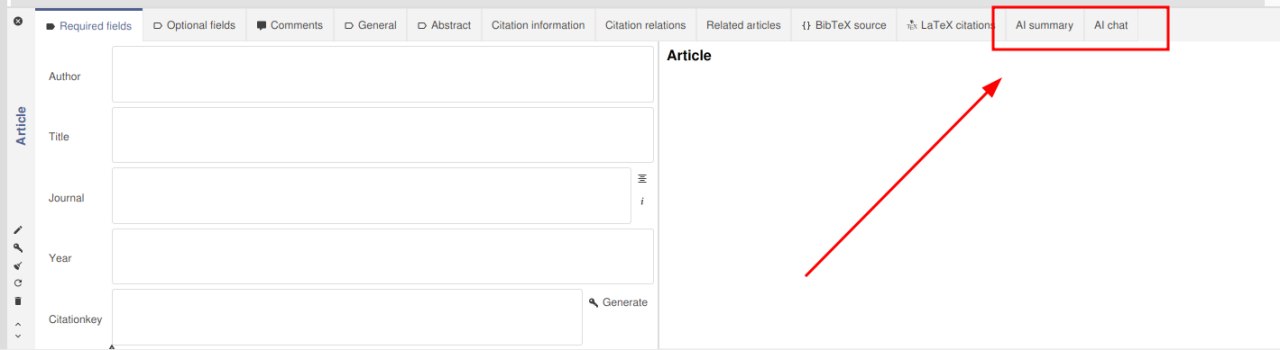 Required fields
Optional fields
Comments
General
Abstract
Citation information
Citation relations
Related articles
{} BibTeX source
LaTeX citations
AI summary
AI chat
Article
Author
Title
Journal
i
Year
Citationkey
Generate
Article